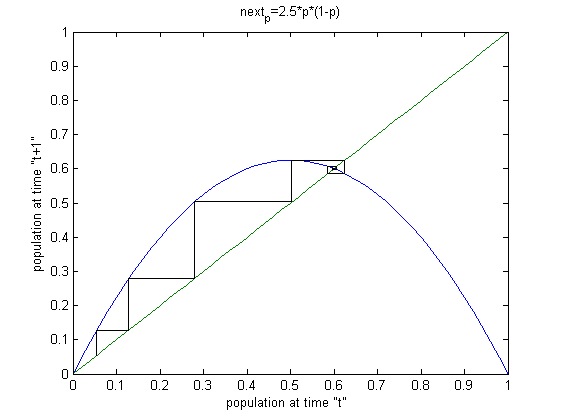 next_p=2.5*p*(1-p)
population at time "t+1"
1
0.9
0.8
0.7
0.6
0.5
0.4
0.3
0.2
0.1
0
0 0.1 0.2 0.3 0.4 0.5 0.6 0.7 0.8 0.9 1
population at time "t"